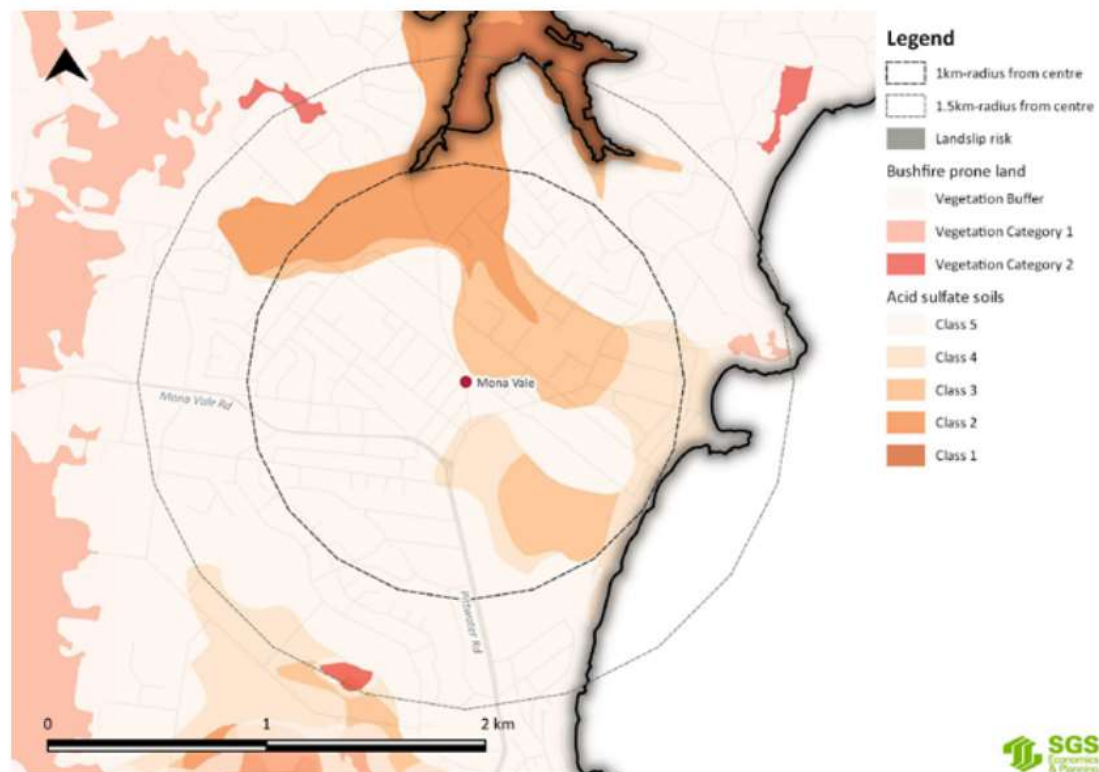 Legend
1km-radius from centre
1.5km-radius from centre
Landslip risk
Bushfire prone land
Vegetation Buffer
Vegetation Category 1
Vegetation Category 2
Acid sulfate soils
Class 5
Class 4
Class 3
Class 2
Class 1
Mona Vale
Mona Vale Rd
Pittwater Rd
0 1 2 km
SGS
Economics
& Planning